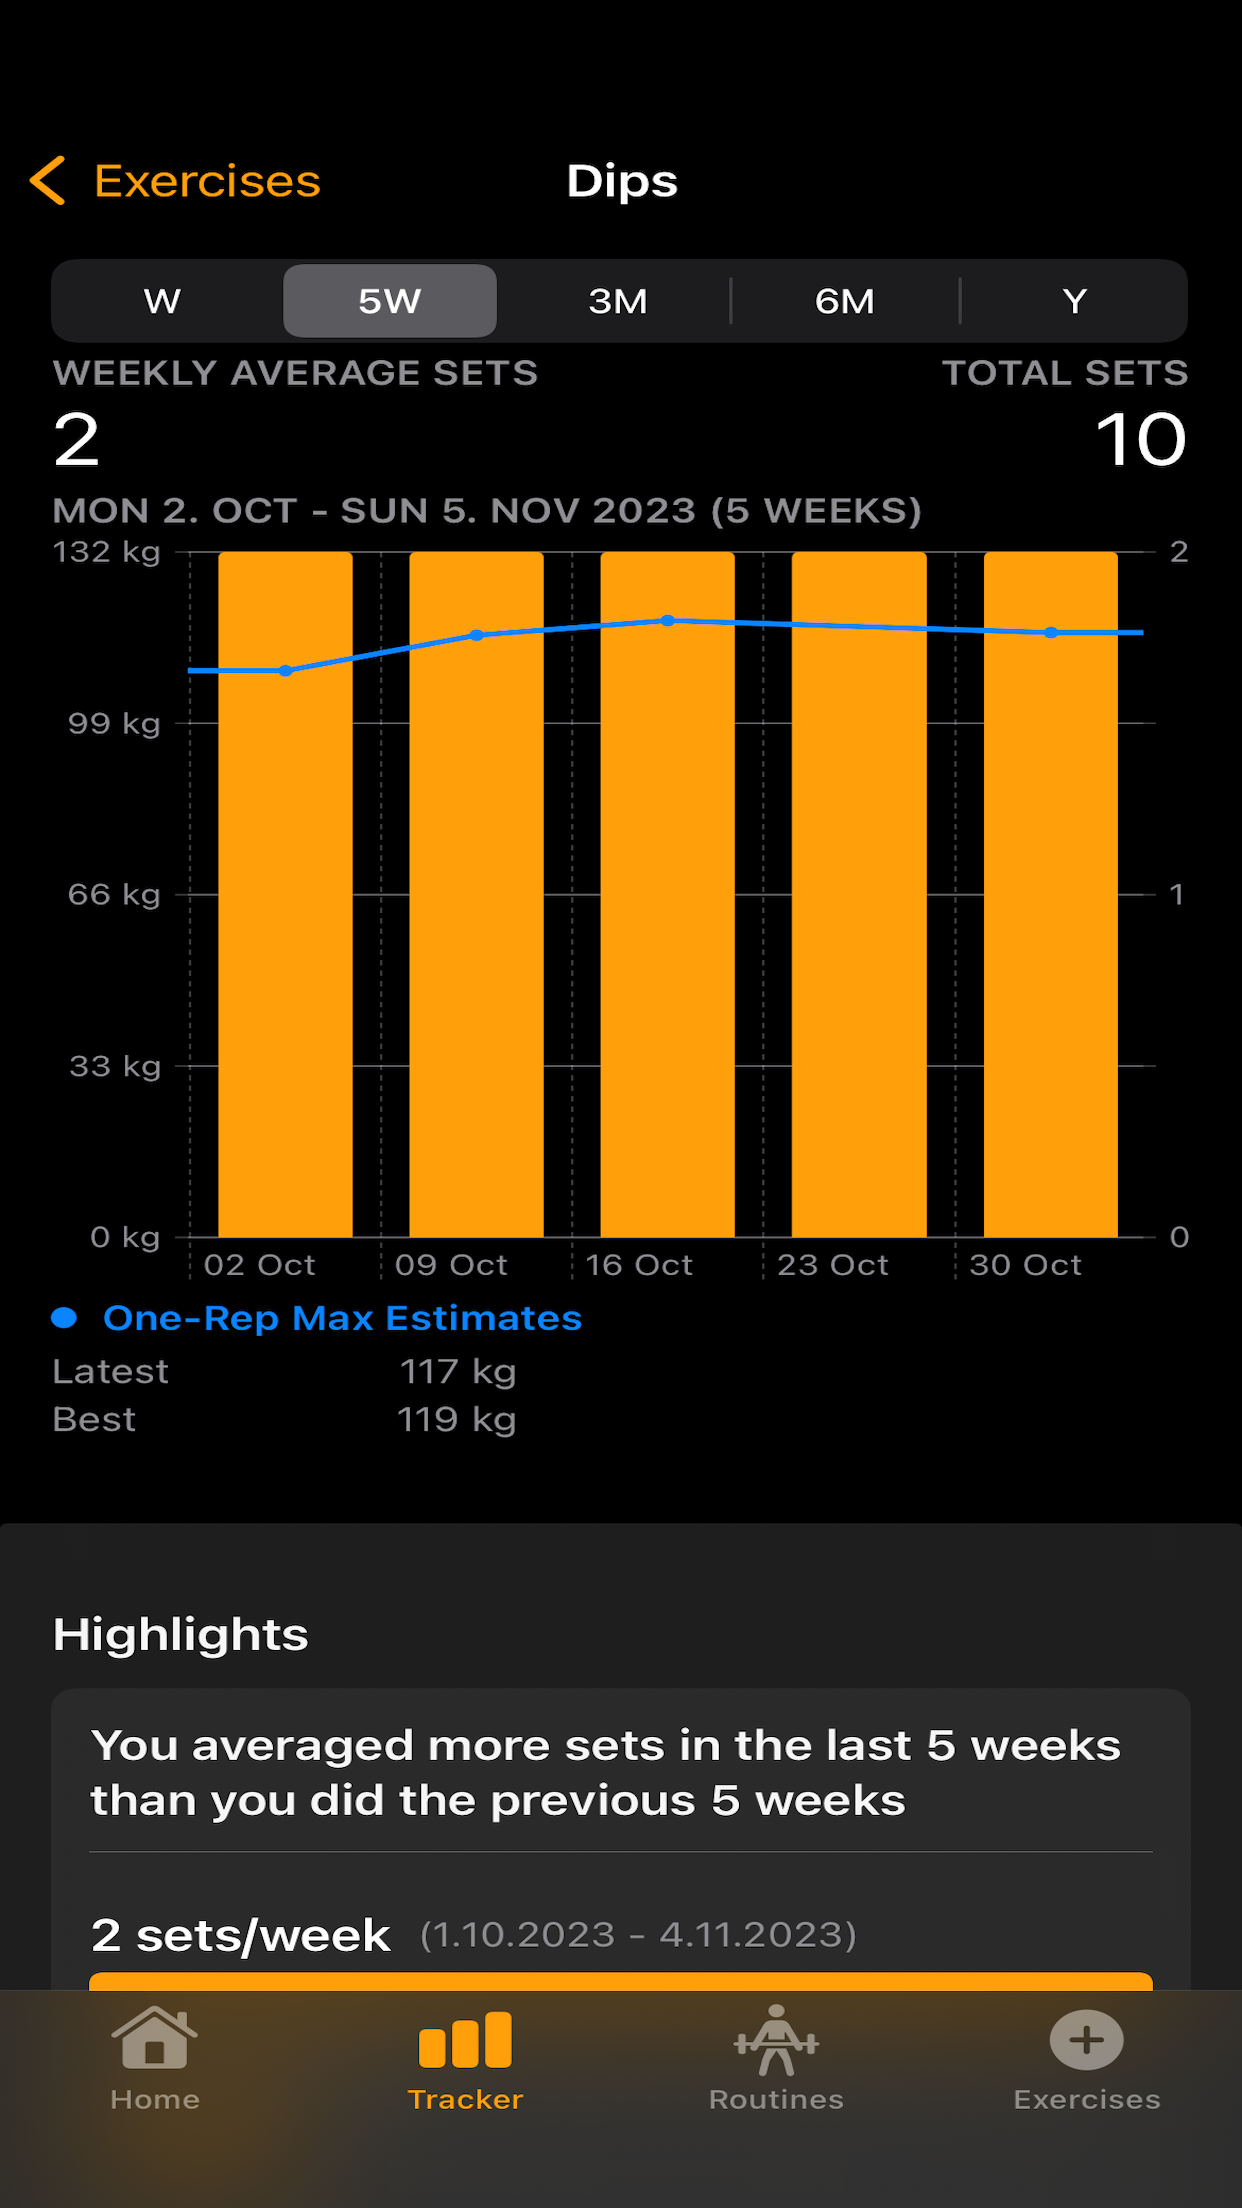 Exercises
Dips
W 5W 3M 6M Y
WEEKLY AVERAGE SETS TOTAL SETS
2 10
MON 2. OCT - SUN 5. NOV 2023 (5 WEEKS)
132 kg 2
99 kg
66 kg 1
33 kg
0 kg 0
02 Oct 09 Oct 16 Oct 23 Oct 30 Oct
One-Rep Max Estimates
Latest 117 kg
Best 119 kg
Highlights
You averaged more sets in the last 5 weeks
than you did the previous 5 weeks
2 sets/week (1.10.2023 - 4.11.2023)
Home Tracker Routines Exercises